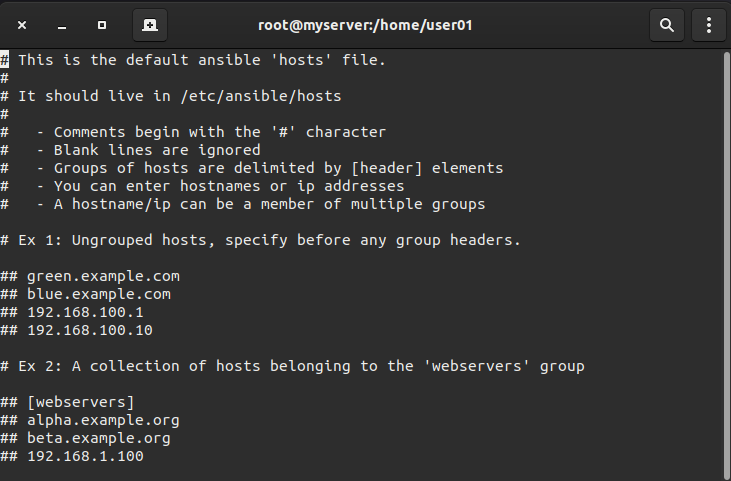 root@myserver:/home/user01
# This is the default ansible 'hosts' file.
#
# It should live in /etc/ansible/hosts
#
#   - Comments begin with the '#' character
#   - Blank lines are ignored
#   - Groups of hosts are delimited by [header] elements
#   - You can enter hostnames or ip addresses
#   - A hostname/ip can be a member of multiple groups
# Ex 1: Ungrouped hosts, specify before any group headers.
## green.example.com
## blue.example.com
## 192.168.100.1
## 192.168.100.10
# Ex 2: A collection of hosts belonging to the 'webservers' group
## [webservers]
## alpha.example.org
## beta.example.org
## 192.168.1.100